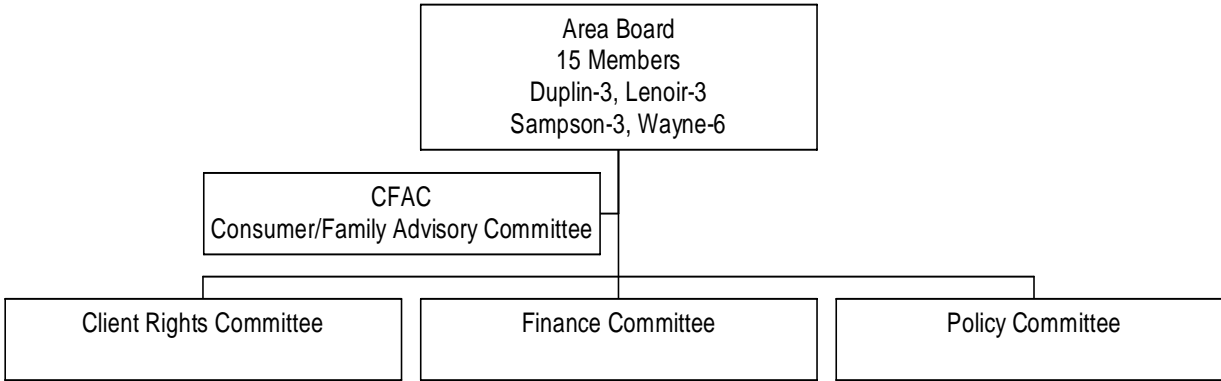 Area Board
15 Members
Duplin-3, Lenoir-3
Sampson-3, Wayne-6
CFAC
Consumer/Family Advisory Committee
Client Rights Committee
Finance Committee
Policy Committee